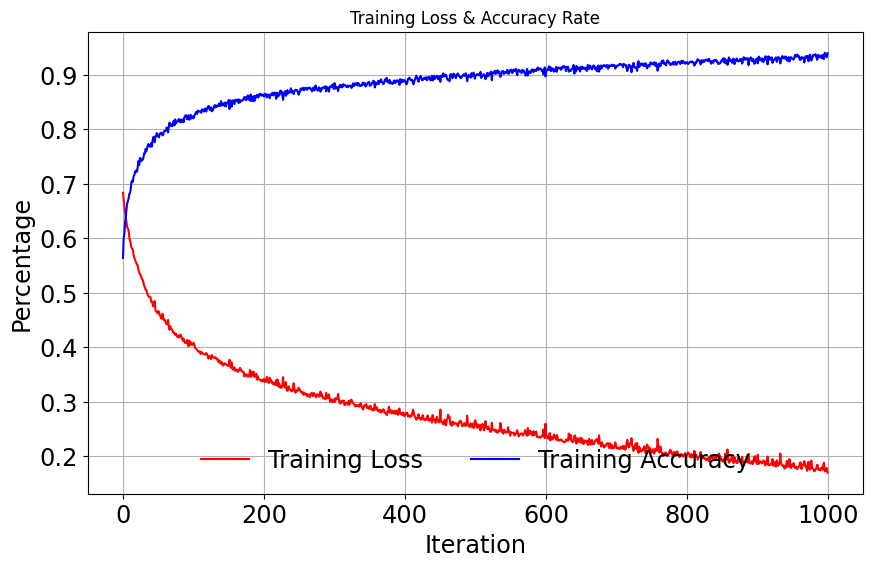 Training Loss & Accuracy Rate
Percentage
0.9
0.8
0.7
0.6
0.5
0.4
0.3
0.2
Training Loss Training Accuracy
0 200 400 600 800 1000
Iteration